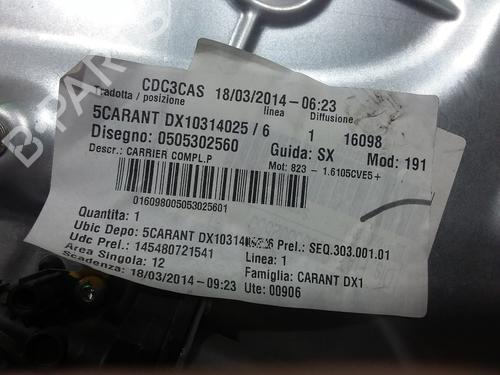 CDC3CAS 18/03/2014-06:23
Tradotta / posizione linea Diffusione
5CARANT DX10314025 / 6 1 16098
Disegno: 0505302560 Guida: SX Mod: 191
Descr.: CARRIER COMPL.P Mot: 823 - 1.6105CVE5+
016098005053025601
Quantita: 1
Ubic Depo: 5CARANT DX10314 Prel.: SEQ.303.001.01
Udc Prel.: 145480721541 Linea: 1
Area Singola: 12 Famiglia: CARANT DX1
Scadenza: 18/03/2014-09:23 Ute: 00906
B-PARTS